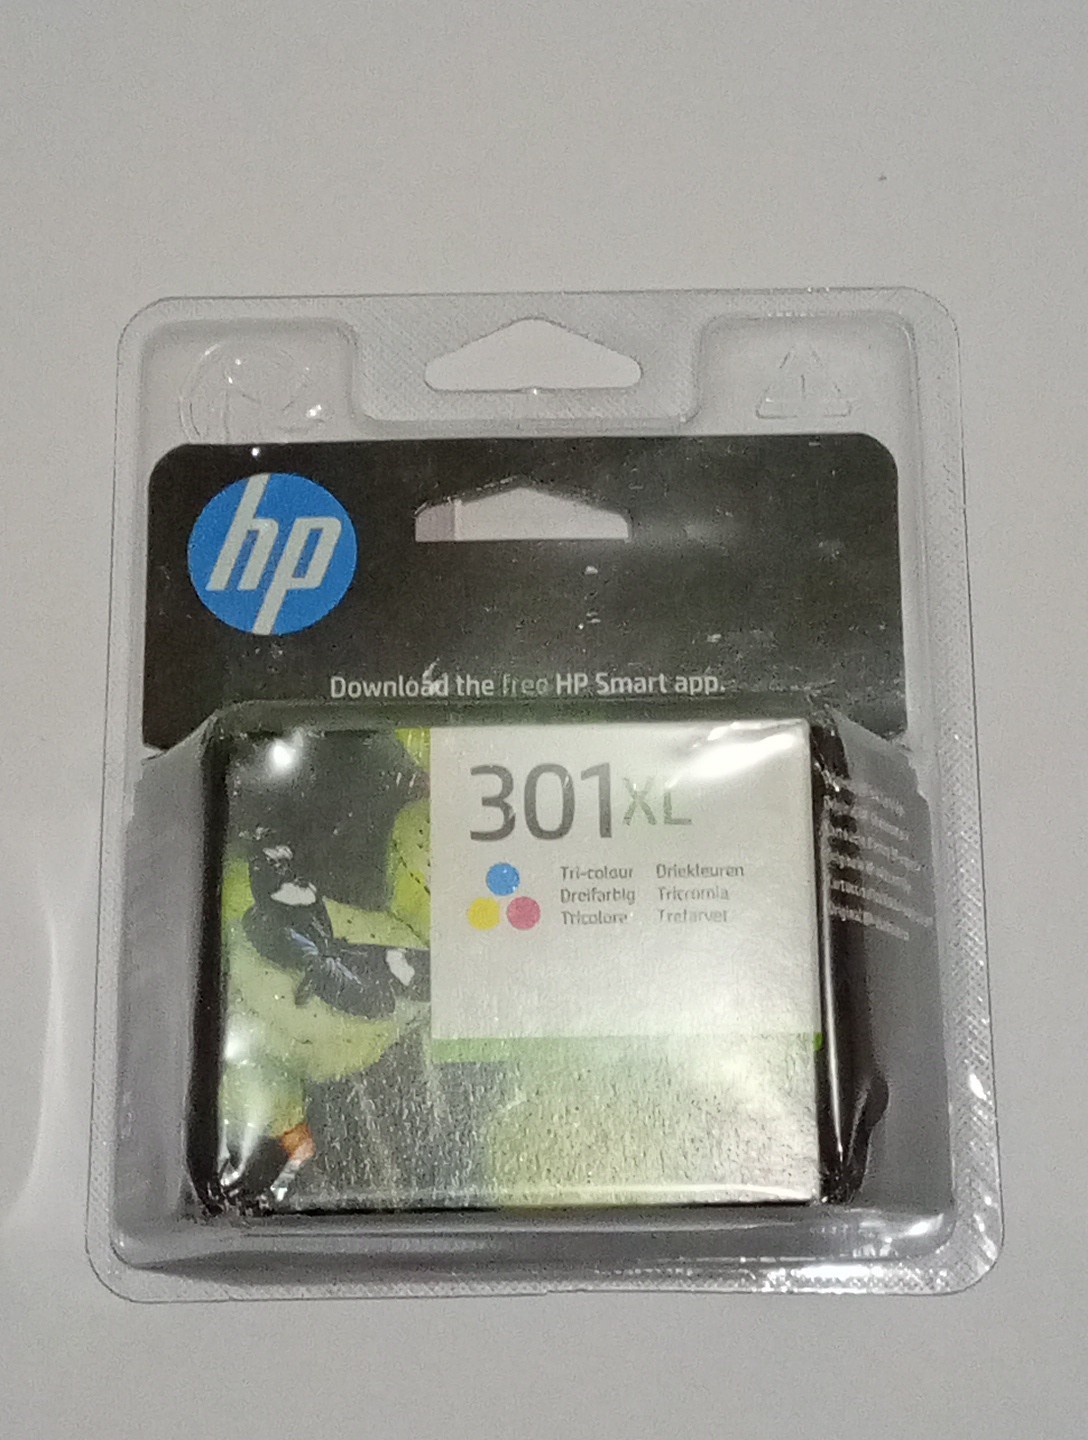 hp
Download the free HP Smart app.
301XL
Tri-colour Driekleuren
Dreifarbig Tricromia
Tricolore Trefarvet